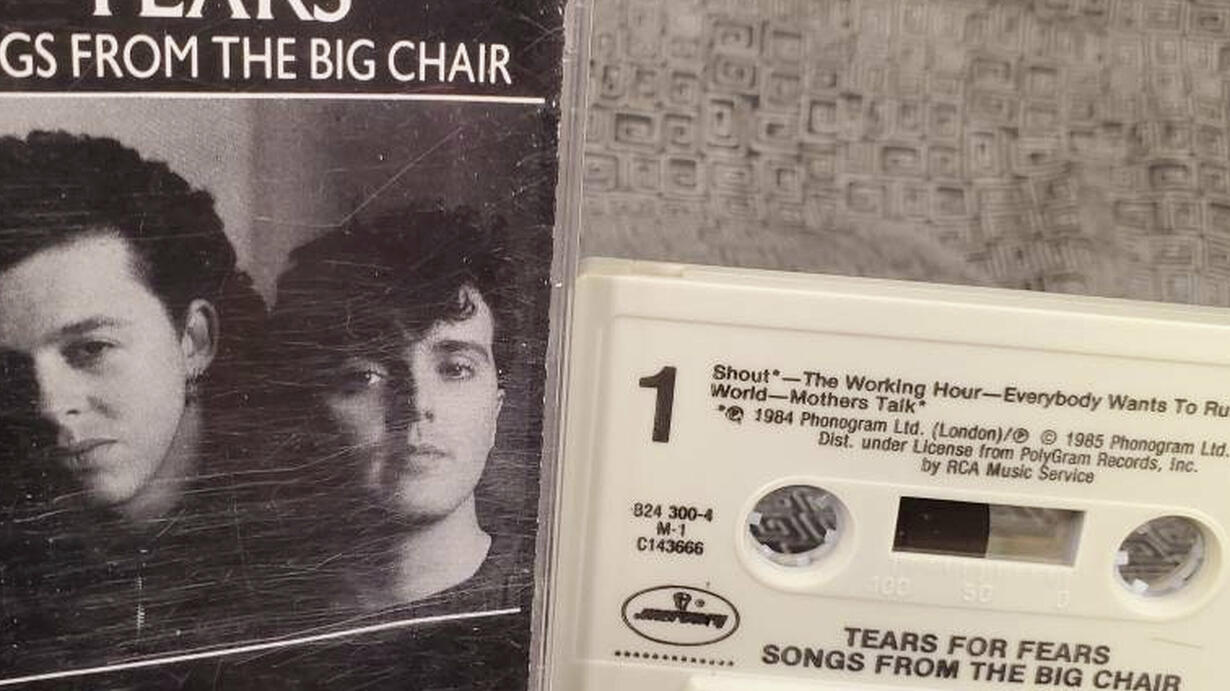 TEARS
GS FROM THE BIG CHAIR
1
Shout*—The Working Hour—Everybody Wants To Ru
World—Mothers Talk*
*℗ 1984 Phonogram Ltd. (London)/℗ © 1985 Phonogram Ltd.
Dist. under License from PolyGram Records, Inc.
by RCA Music Service
824 300-4
M-1
C143666
100 50 0
TEARS FOR FEARS
SONGS FROM THE BIG CHAIR